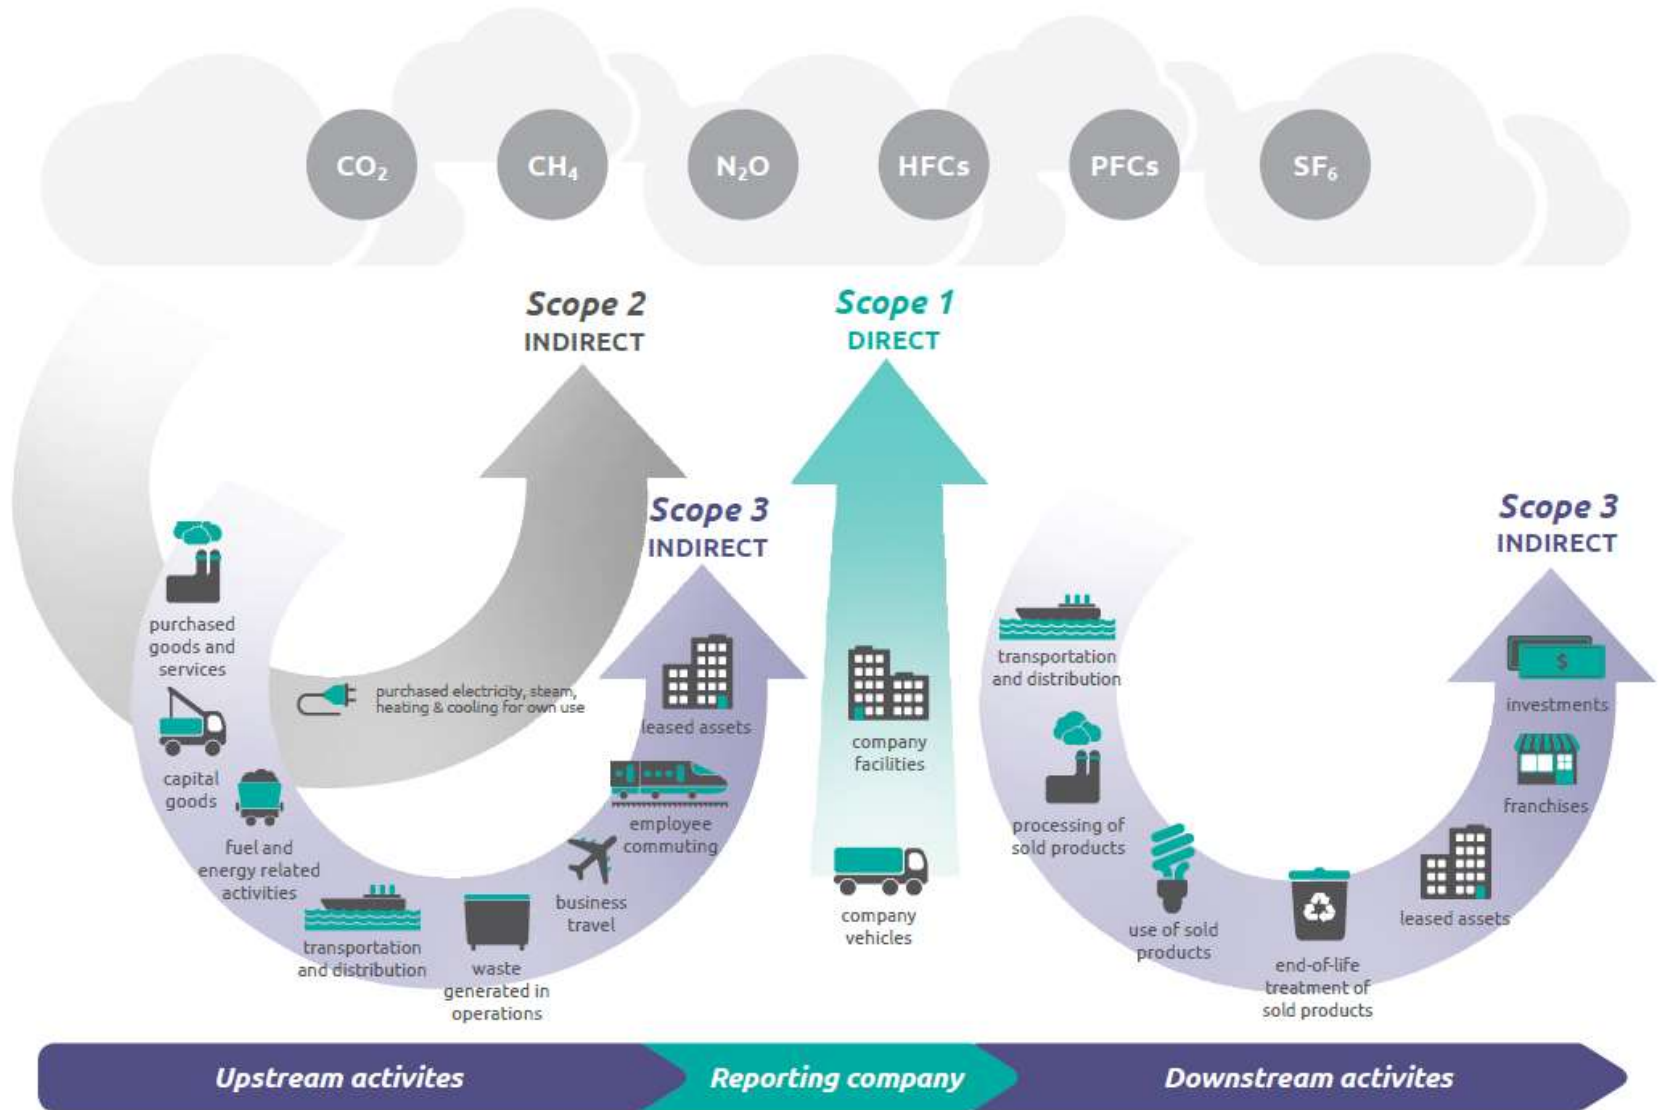 CO₂
CH₄
N₂O
HFCs
PFCs
SF₆
Scope 2
INDIRECT
Scope 1
DIRECT
Scope 3
INDIRECT
Scope 3
INDIRECT
purchased
goods and
services
capital
goods
fuel and
energy related
activities
transportation
and distribution
waste
generated in
operations
business
travel
employee
commuting
leased assets
purchased electricity, steam,
heating & cooling for own use
company
facilities
company
vehicles
transportation
and distribution
processing of
sold products
use of sold
products
end-of-life
treatment of
sold products
leased assets
franchises
$
investments
Upstream activites
Reporting company
Downstream activites